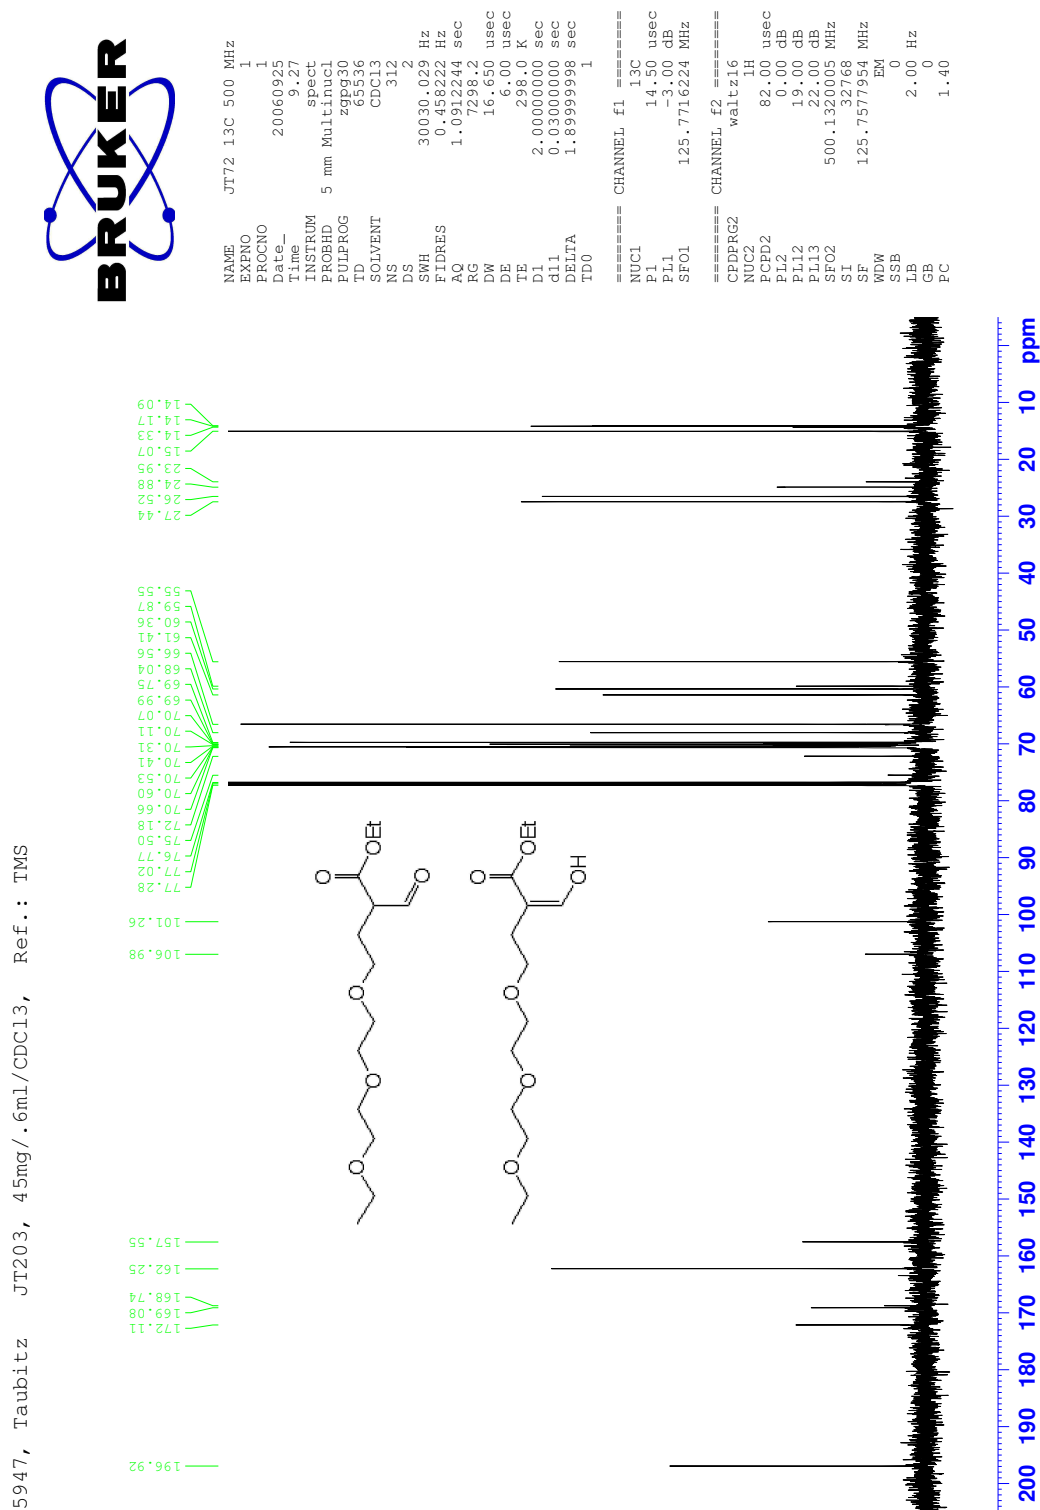 5947, Taubitz JT203, 45mg/.6ml/CDCl3, Ref.: TMS
BRUKER
NAME JT72 13C 500 MHz
EXPNO 1
PROCNO 1
Date_ 20060925
Time 9.27
INSTRUM spect
PROBHD 5 mm Multinucl
PULPROG zgpg30
TD 65536
SOLVENT CDCl3
NS 312
DS 2
SWH 30030.029 Hz
FIDRES 0.458222 Hz
AQ 1.0912244 sec
RG 7298.2
DW 16.650 usec
DE 6.00 usec
TE 298.0 K
D1 2.00000000 sec
d11 0.03000000 sec
DELTA 1.89999998 sec
TD0 1
======== CHANNEL f1 ========
NUC1 13C
P1 14.50 usec
PL1 -3.00 dB
SFO1 125.7716224 MHz
======== CHANNEL f2 ========
CPDPRG2 waltz16
NUC2 1H
PCPD2 82.00 usec
PL2 0.00 dB
PL12 19.00 dB
PL13 22.00 dB
SFO2 500.1320005 MHz
SI 32768
SF 125.7577954 MHz
WDW EM
SSB 0
LB 2.00 Hz
GB 0
PC 1.40
196.92
172.11
169.08
168.74
162.25
157.55
106.98
101.26
77.28
77.02
76.77
75.50
72.18
70.66
70.60
70.53
70.41
70.31
70.11
70.07
69.99
69.75
68.04
66.56
61.41
60.36
59.87
55.55
27.44
26.52
24.88
23.95
15.07
14.33
14.17
14.09
O
O
O
O
OEt
O
O
O
O
O
OEt
OH
200 190 180 170 160 150 140 130 120 110 100 90 80 70 60 50 40 30 20 10 ppm